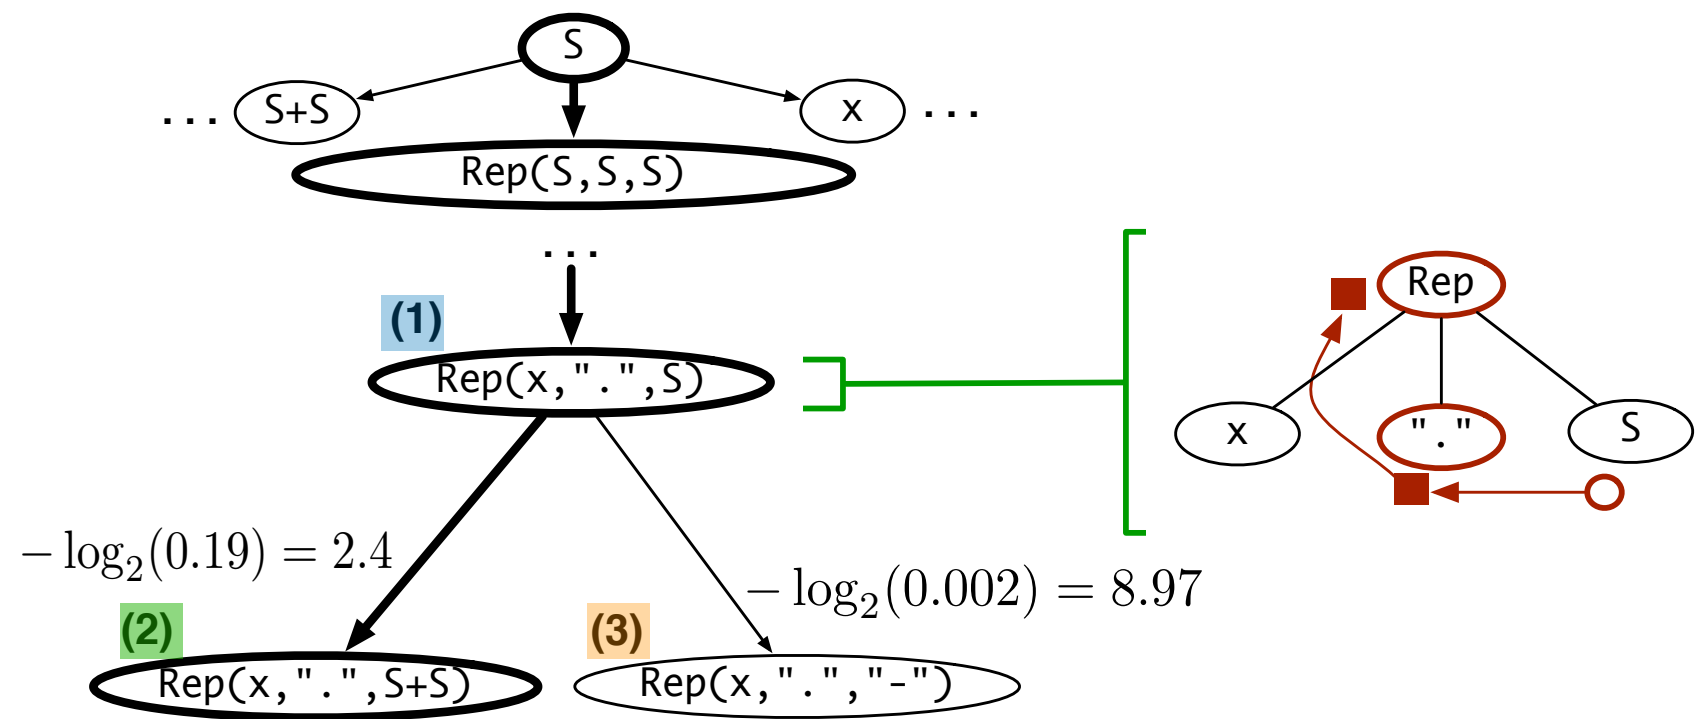 S
... S+S x ...
Rep(S,S,S)
...
(1)
Rep(x,".",S)
Rep
x "." S
− log₂(0.19) = 2.4
− log₂(0.002) = 8.97
(2) (3)
Rep(x,".",S+S) Rep(x,".","-")